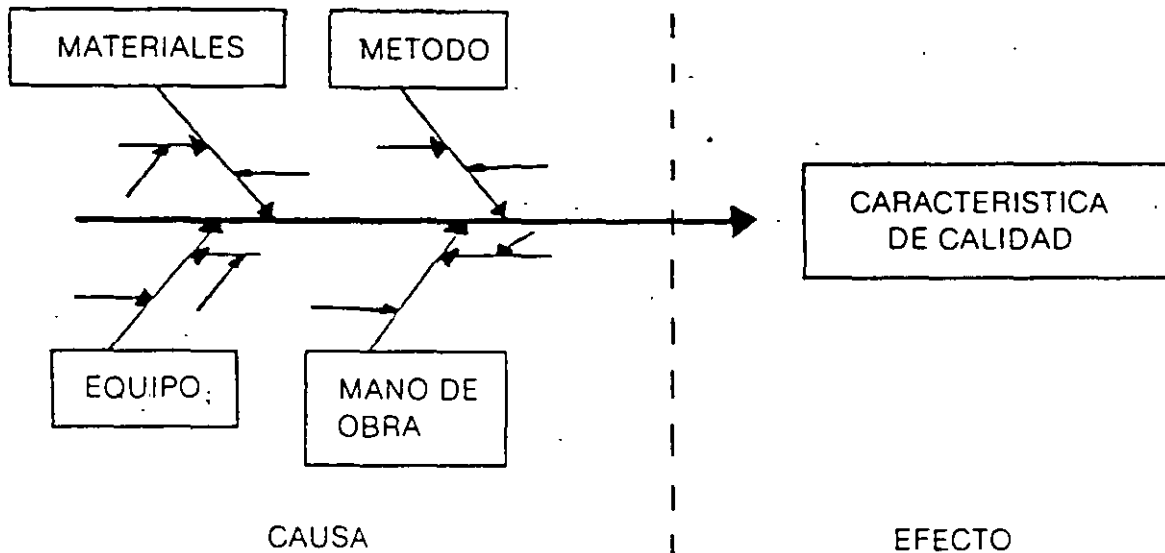 MATERIALES
METODO
CARACTERISTICA
DE CALIDAD
EQUIPO
MANO DE
OBRA
CAUSA
EFECTO